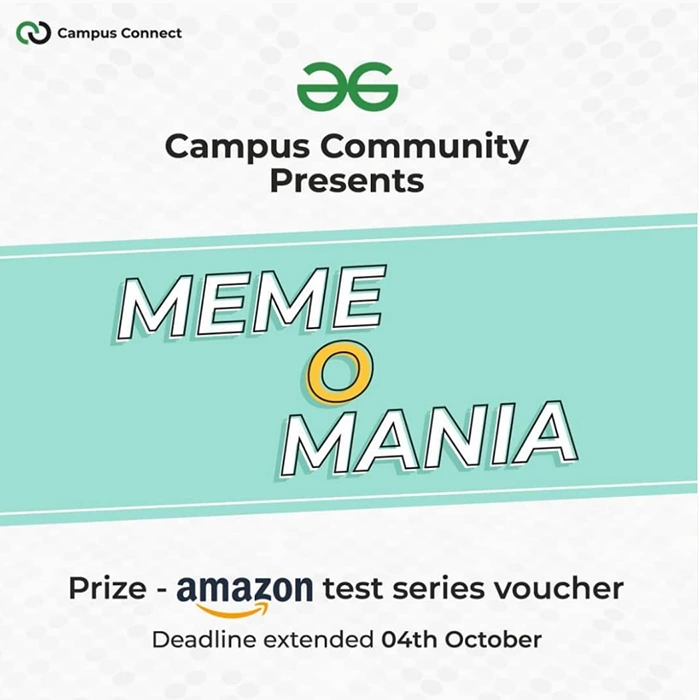 Campus Connect
Campus Community
Presents
MEME
O
MANIA
Prize - amazon test series voucher
Deadline extended 04th October